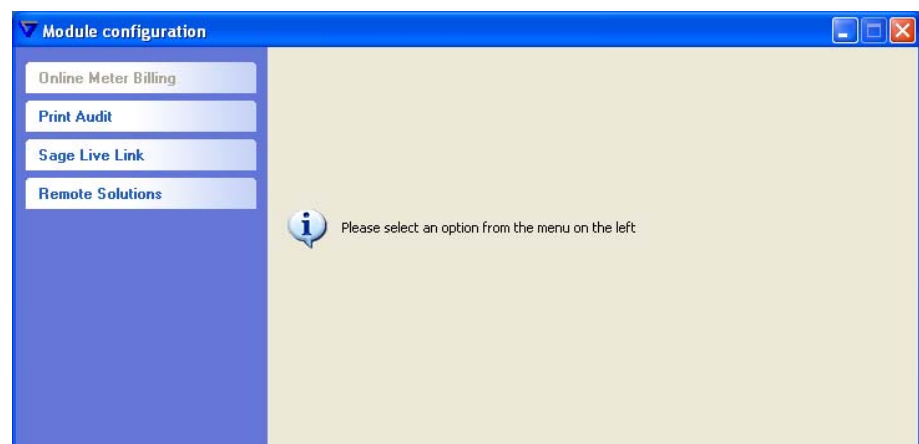 Module configuration
Online Meter Billing
Print Audit
Sage Live Link
Remote Solutions
Please select an option from the menu on the left